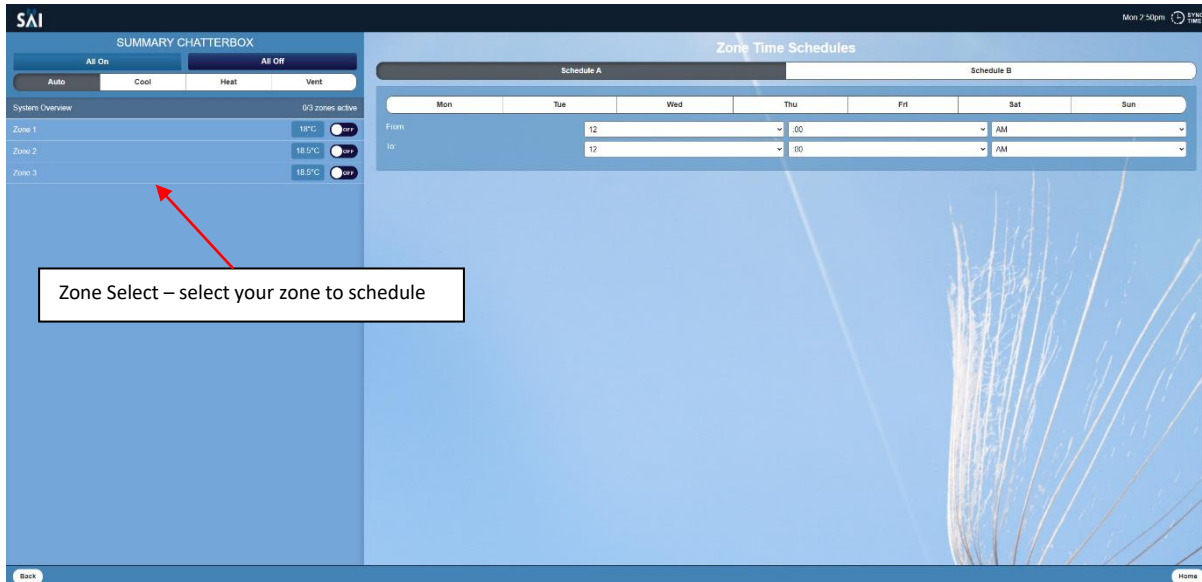 SΛI
Mon 2:50pm SYNC TIME
SUMMARY CHATTERBOX
All On All Off
Auto Cool Heat Vent
System Overview 0/3 zones active
Zone 1 18°C OFF
Zone 2 18.5°C OFF
Zone 3 18.5°C OFF
Zone Time Schedules
Schedule A Schedule B
Mon Tue Wed Thu Fri Sat Sun
From 12 :00 AM
To: 12 :00 AM
Zone Select – select your zone to schedule
Back Home